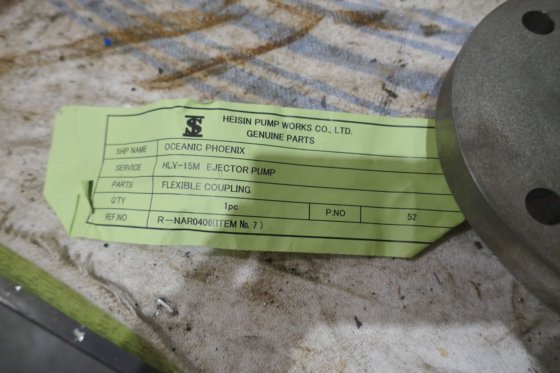 HEISIN PUMP WORKS CO., LTD.
GENUINE PARTS
SHIP NAME OCEANIC PHOENIX
SERVICE HLY-15M EJECTOR PUMP
PARTS FLEXIBLE COUPLING
Q'TY 1pc P.NO 52
REF.NO R-NAR0406(ITEM No. 7)